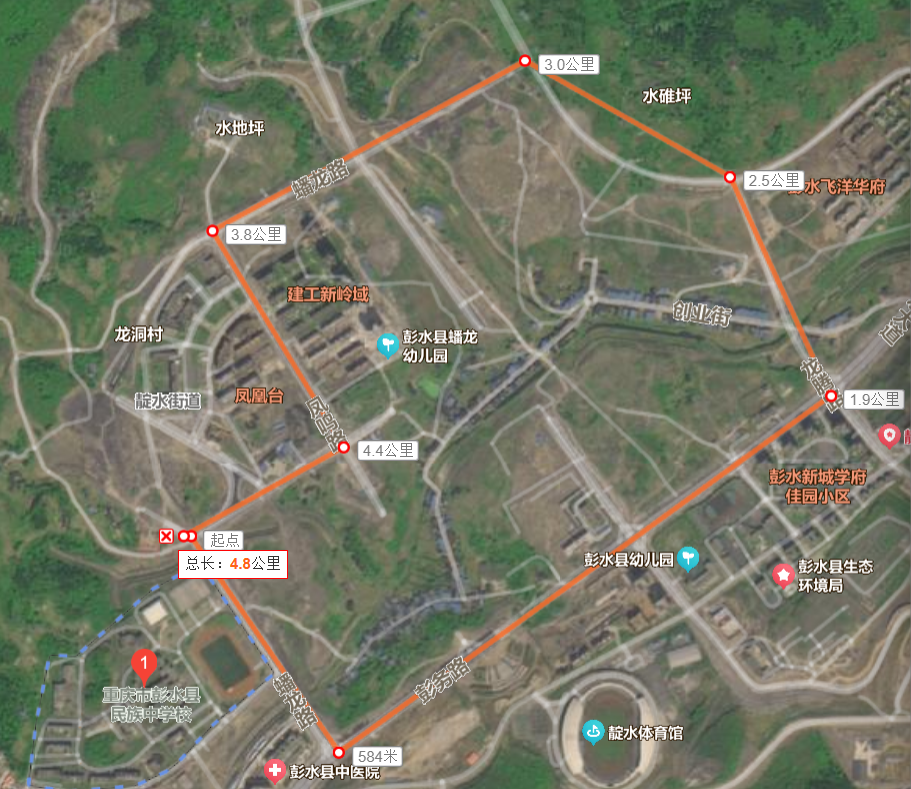 3.0公里
水碓坪
水地坪
蟠龙路
2.5公里
彭水飞洋华府
3.8公里
建工新岭域
创业街
龙洞村
彭水县蟠龙
幼儿园
凤凰台
靛水街道
龙腾路
1.9公里
凤鸣路
4.4公里
彭水新城学府
佳园小区
起点
总长：4.8公里
彭水县幼儿园
彭水县生态
环境局
1
重庆市彭水县
民族中学校
蟠龙路
彭务路
靛水体育馆
584米
彭水县中医院